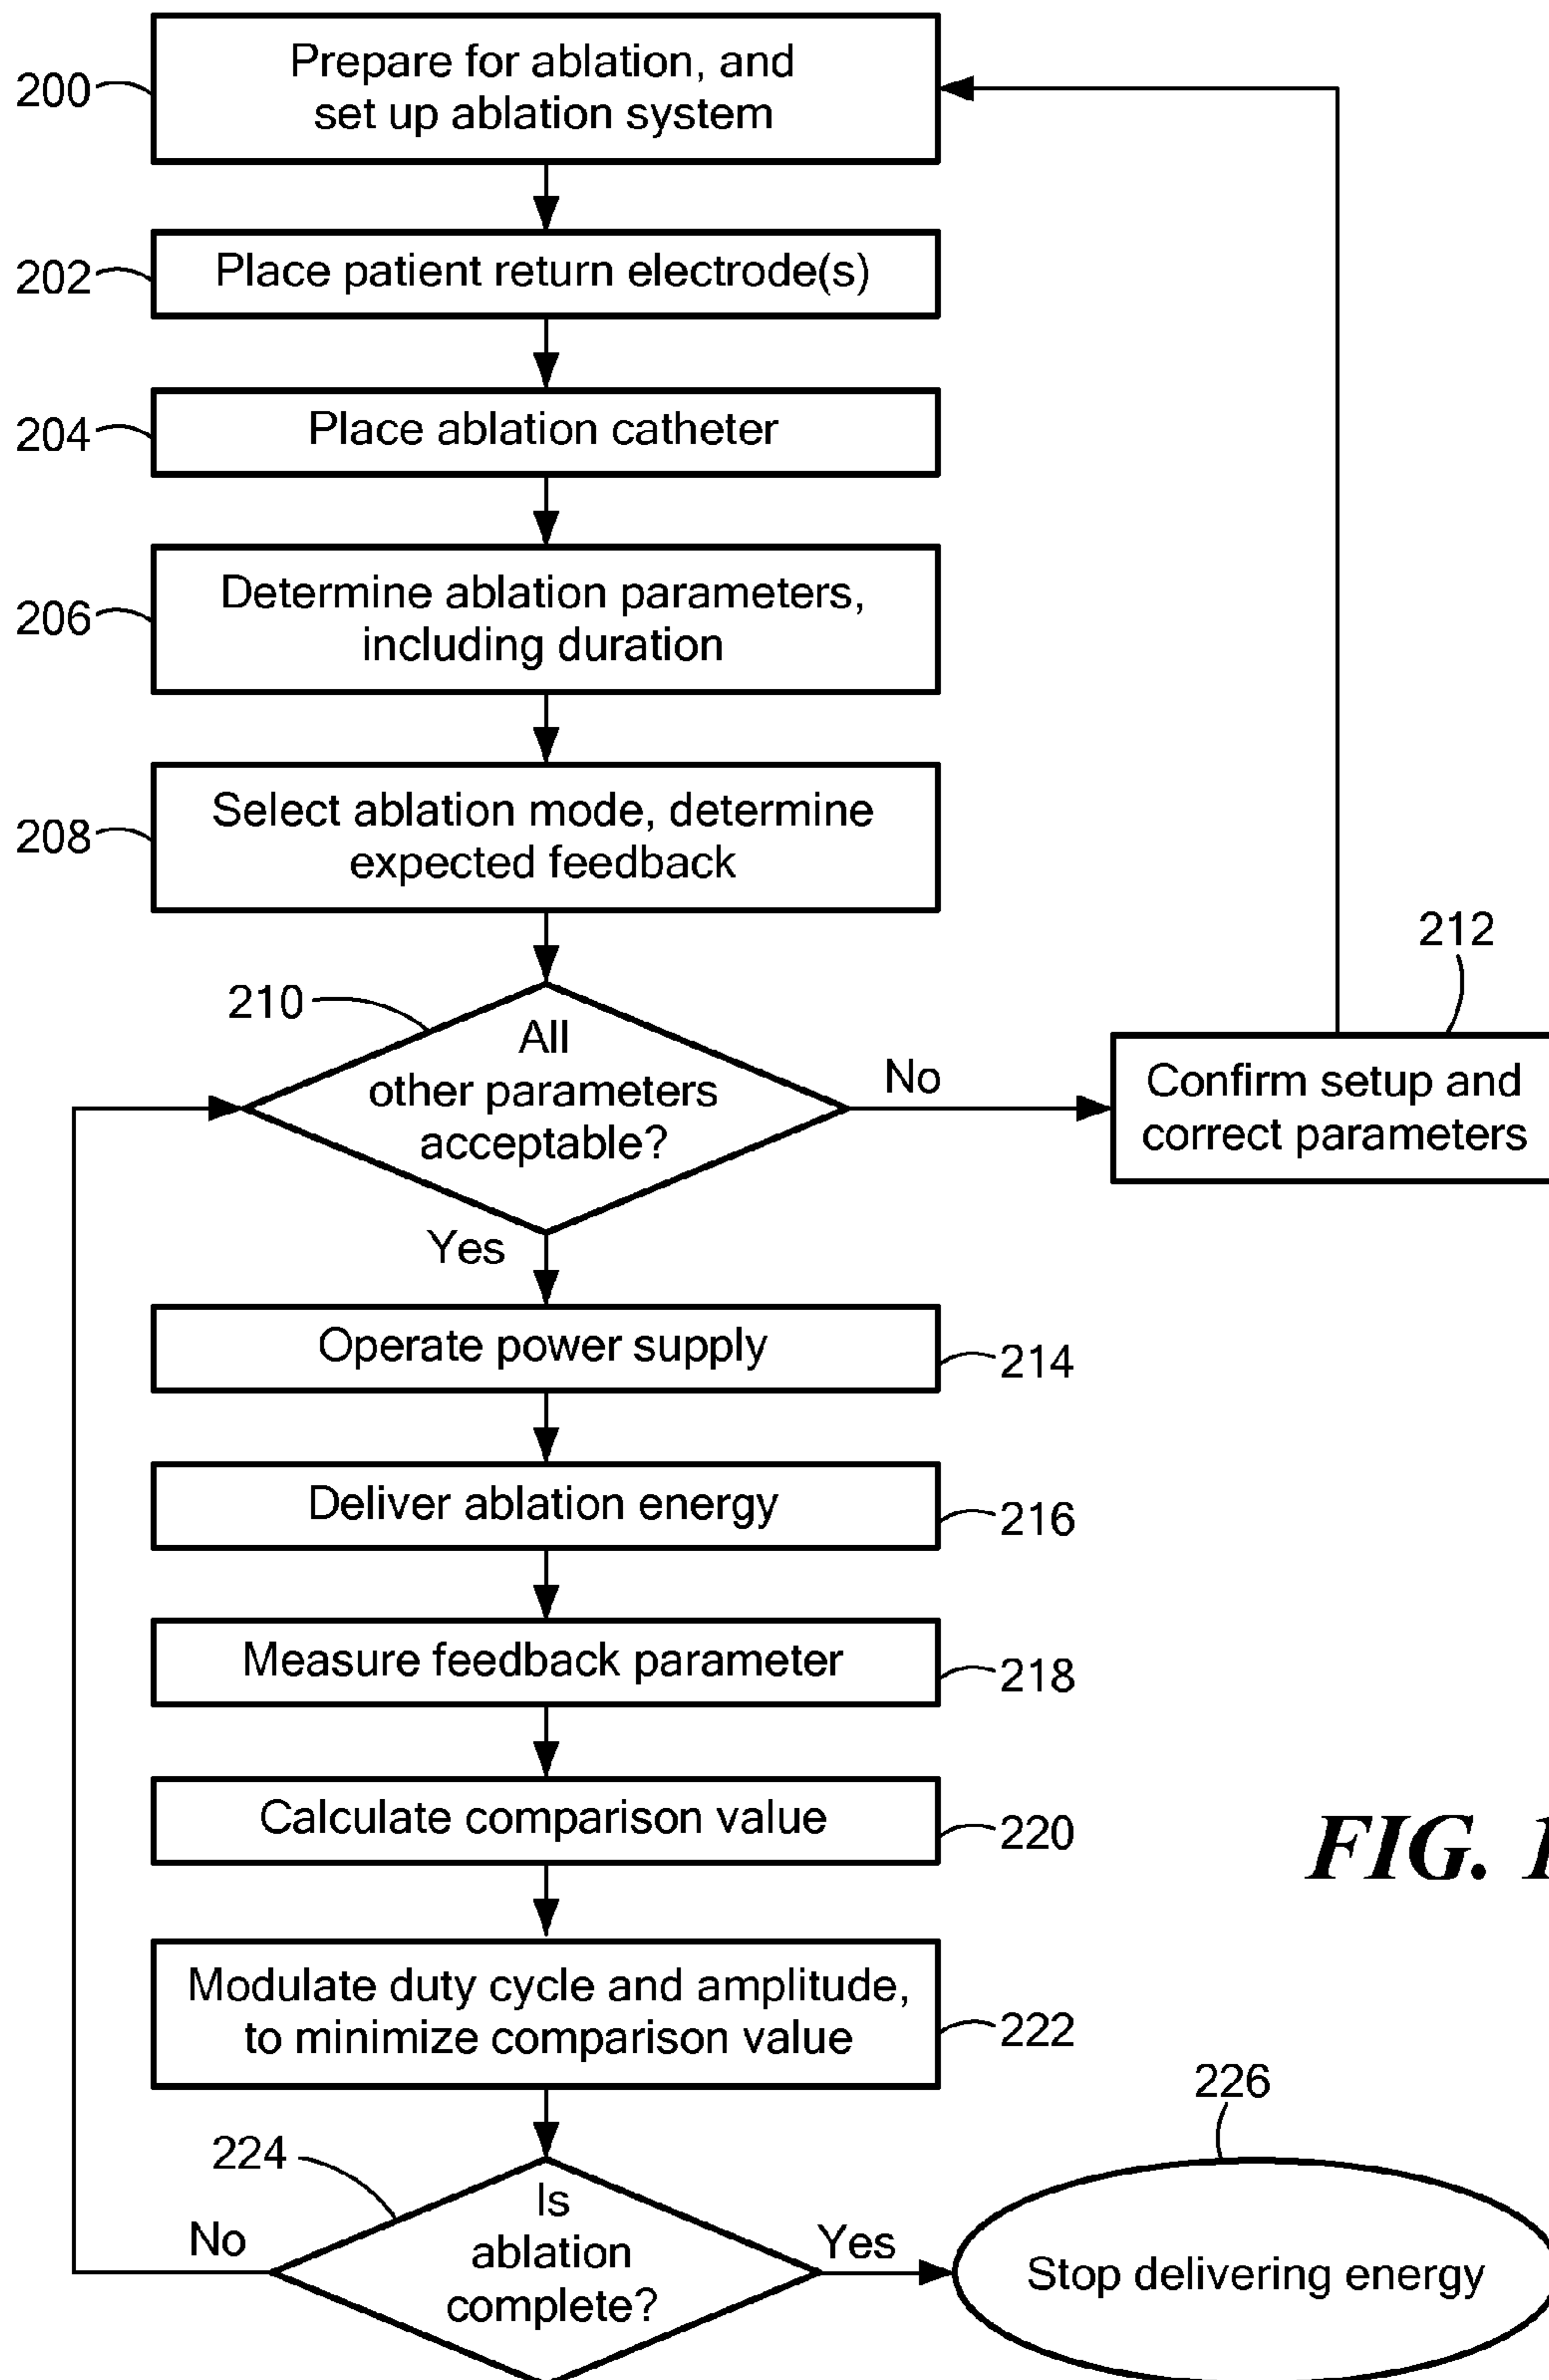 200
Prepare for ablation, and
set up ablation system
202
Place patient return electrode(s)
204
Place ablation catheter
206
Determine ablation parameters,
including duration
208
Select ablation mode, determine
expected feedback
212
210
All
other parameters
acceptable?
No
Confirm setup and
correct parameters
Yes
Operate power supply
214
Deliver ablation energy
216
Measure feedback parameter
218
Calculate comparison value
220
FIG.
Modulate duty cycle and amplitude,
to minimize comparison value
222
226
224
Is
ablation
complete?
No
Yes
Stop delivering energy